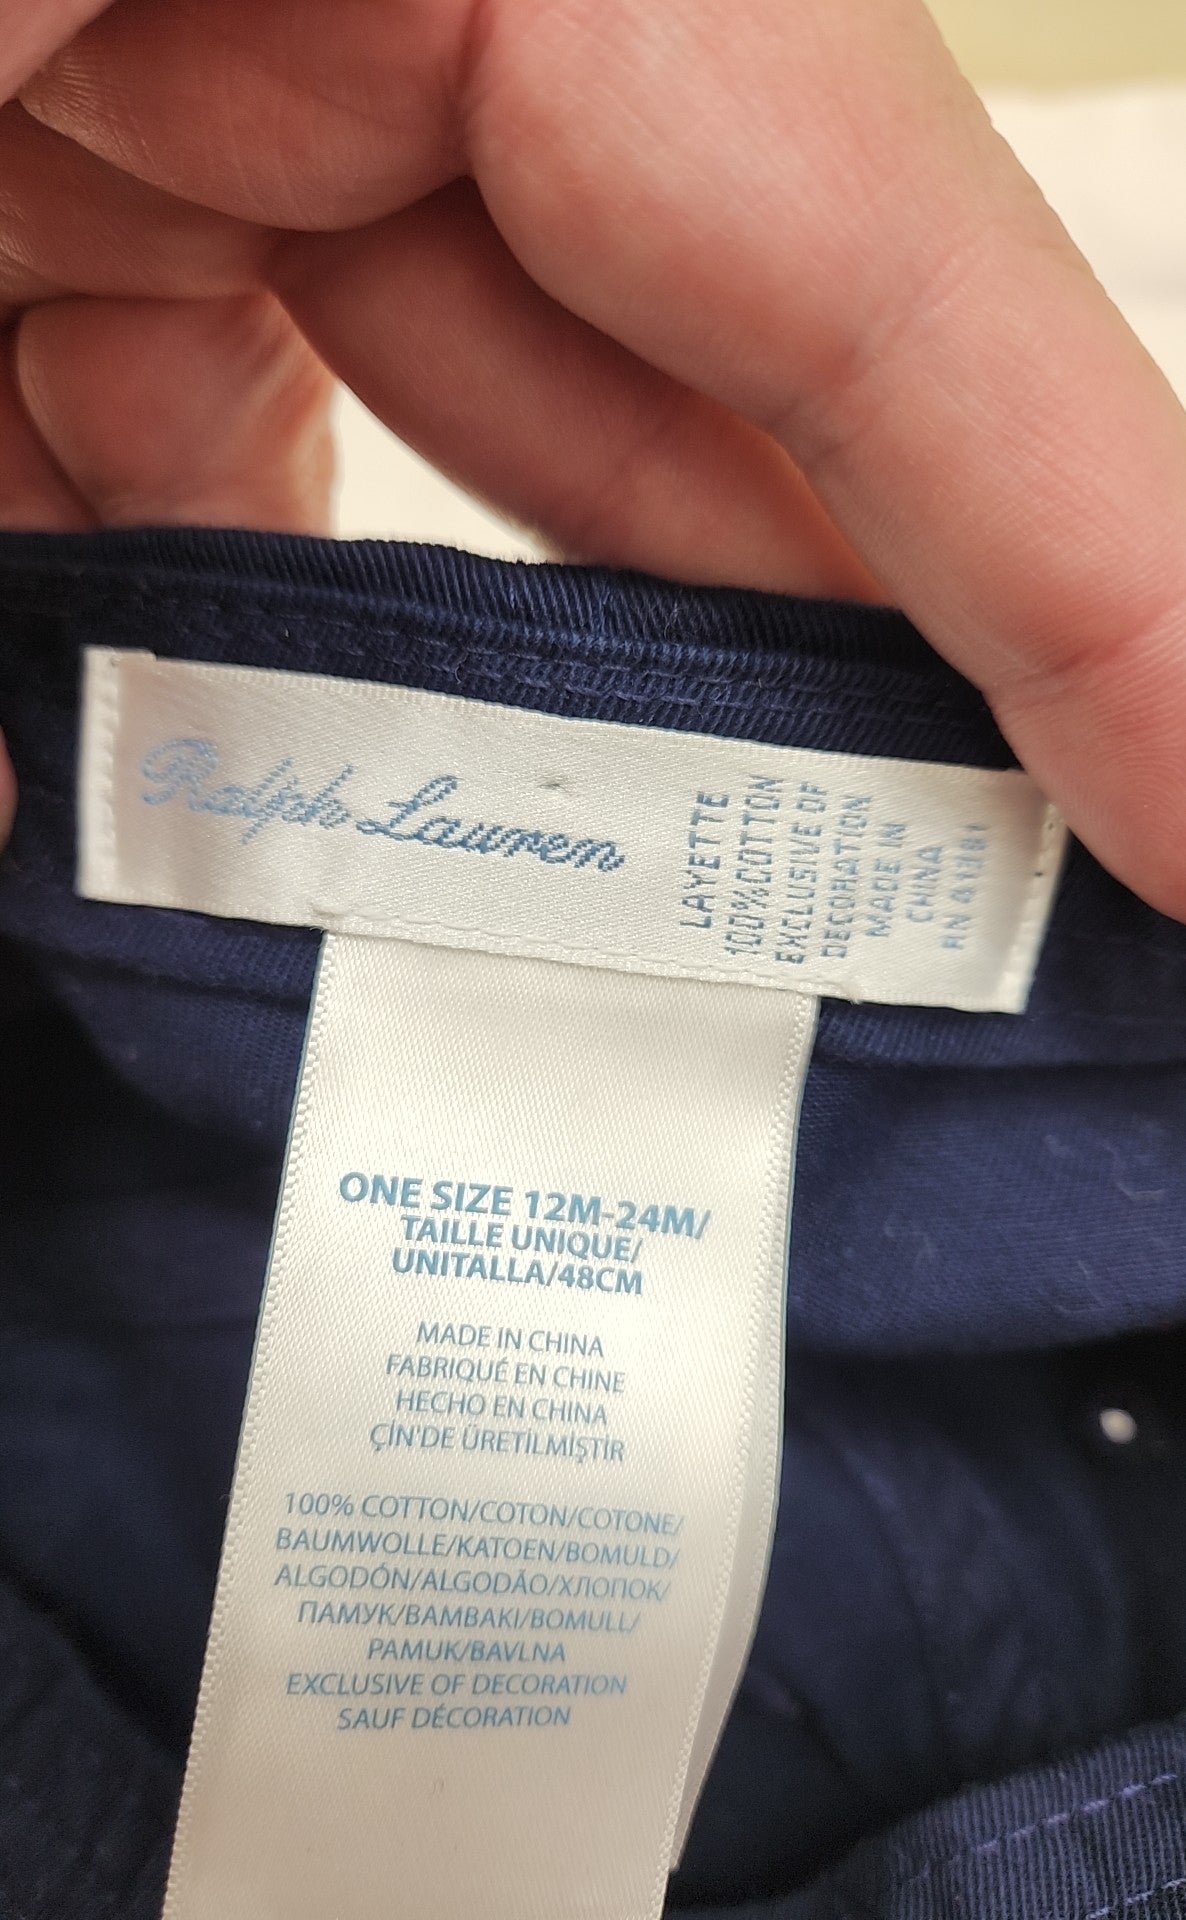 Ralph Lauren
LAYETTE
100% COTTON
EXCLUSIVE OF
DECORATION
MADE IN
CHINA
RN 41381
ONE SIZE 12M-24M/
TAILLE UNIQUE/
UNITALLA/48CM
MADE IN CHINA
FABRIQUÉ EN CHINE
HECHO EN CHINA
ÇİN'DE ÜRETİLMİŞTİR
100% COTTON/COTON/COTONE/
BAUMWOLLE/KATOEN/BOMULD/
ALGODÓN/ALGODÃO/ХЛОПОК/
ПАМУК/BAMBAKI/BOMULL/
PAMUK/BAVLNA
EXCLUSIVE OF DECORATION
SAUF DÉCORATION